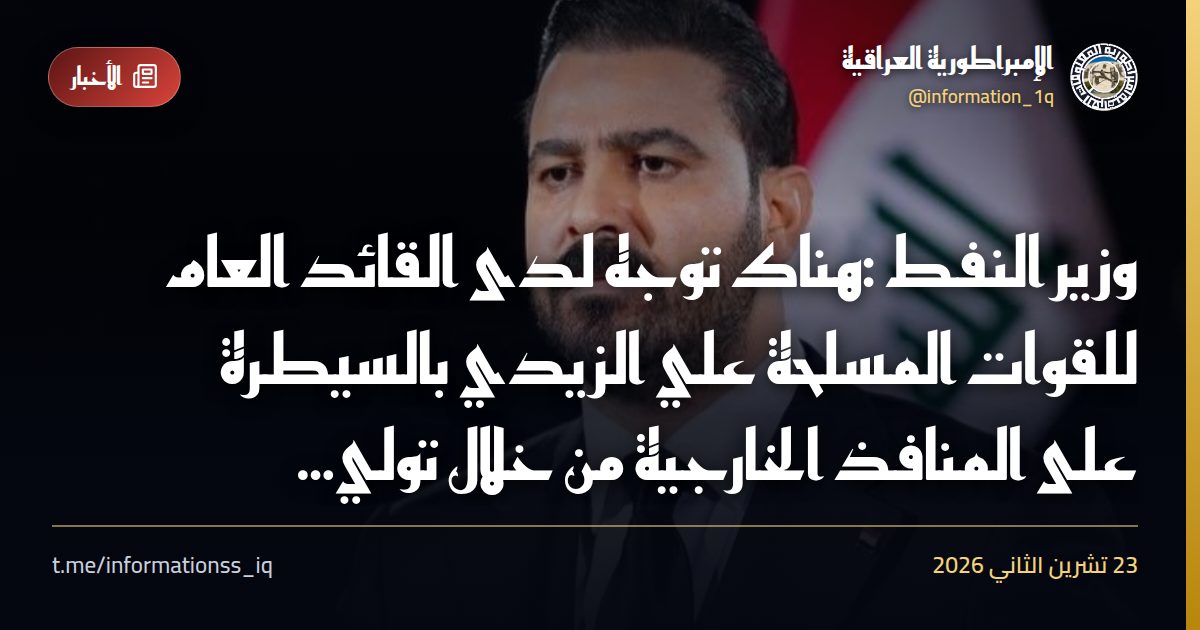 الإمبراطورية العراقية
@information_1q
الأخبار
وزير النفط :هناك توجة لدى القائد العام
للقوات المسلحة علي الزيدي بالسيطرة
على المنافذ الخارجية من خلال تولي...
23 تشرين الثاني 2026
t.me/informationss_iq